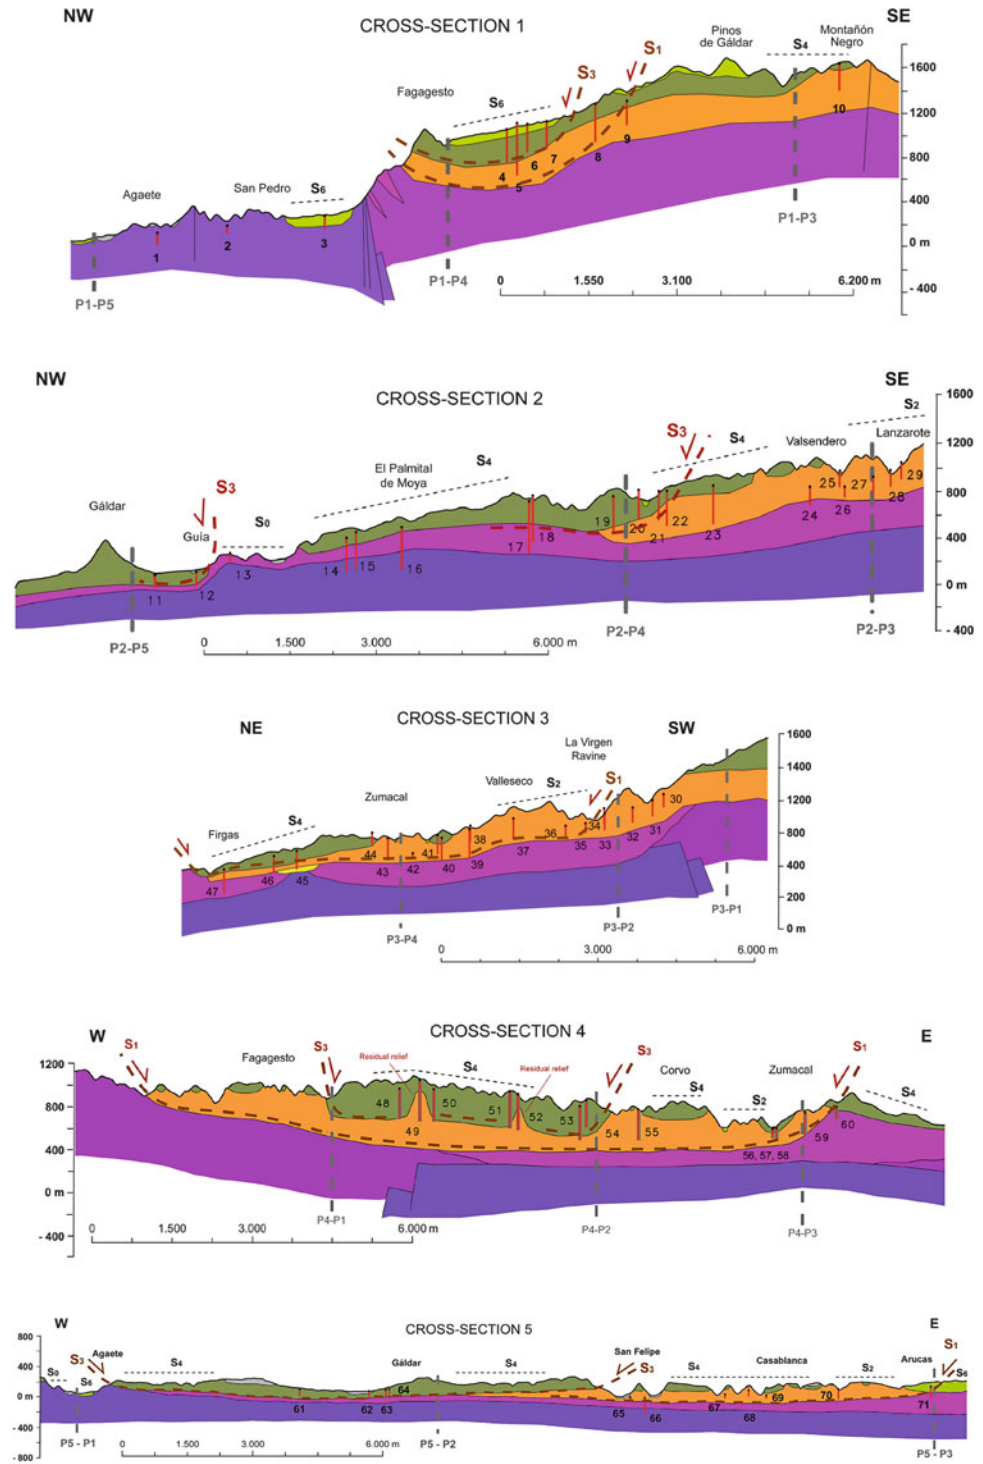 NW
CROSS-SECTION 1
SE
Pinos
de Gáldar
Montañón
Negro
S4
S1
S3
Fagagesto
S6
1600
1200
800
400
0 m
- 400
Agaete
San Pedro
S6
1
2
3
4
5
6
7
8
9
10
P1-P5
P1-P4
P1-P3
0
1.550
3.100
6.200 m
NW
CROSS-SECTION 2
SE
S2
Lanzarote
Valsendero
S4
S3
S4
El Palmital
de Moya
S3
S0
Gáldar
Guía
1600
1200
800
400
0 m
- 400
11
12
13
14
15
16
17
18
19
20
21
22
23
24
25
26
27
28
29
P2-P5
P2-P4
P2-P3
0
1.500
3.000
6.000 m
NE
CROSS-SECTION 3
SW
La Virgen
Ravine
S1
Valleseco
S2
Zumacal
S4
Firgas
1600
1400
1200
800
400
200
0 m
30
31
32
33
34
35
36
37
38
39
40
41
42
43
44
45
46
47
P3-P4
P3-P2
P3-P1
0
3.000
6.000 m
W
CROSS-SECTION 4
E
S1
Fagagesto
S3
Residual relief
S4
Residual relief
S3
Corvo
S4
S2
Zumacal
S1
S4
1200
800
400
0 m
- 400
48
49
50
51
52
53
54
55
56, 57, 58
59
60
P4-P1
P4-P2
P4-P3
0
1.500
3.000
6.000 m
W
CROSS-SECTION 5
E
S0
S3
Agaete
S4
S4
Gáldar
S4
San Felipe
S3
S4
Casablanca
S2
Arucas
S1
S6
800
400
0 m
- 400
- 800
61
62
63
64
65
66
67
68
69
70
71
P5 - P1
P5 - P2
P5 - P3
0
1.500
3.000
6.000 m